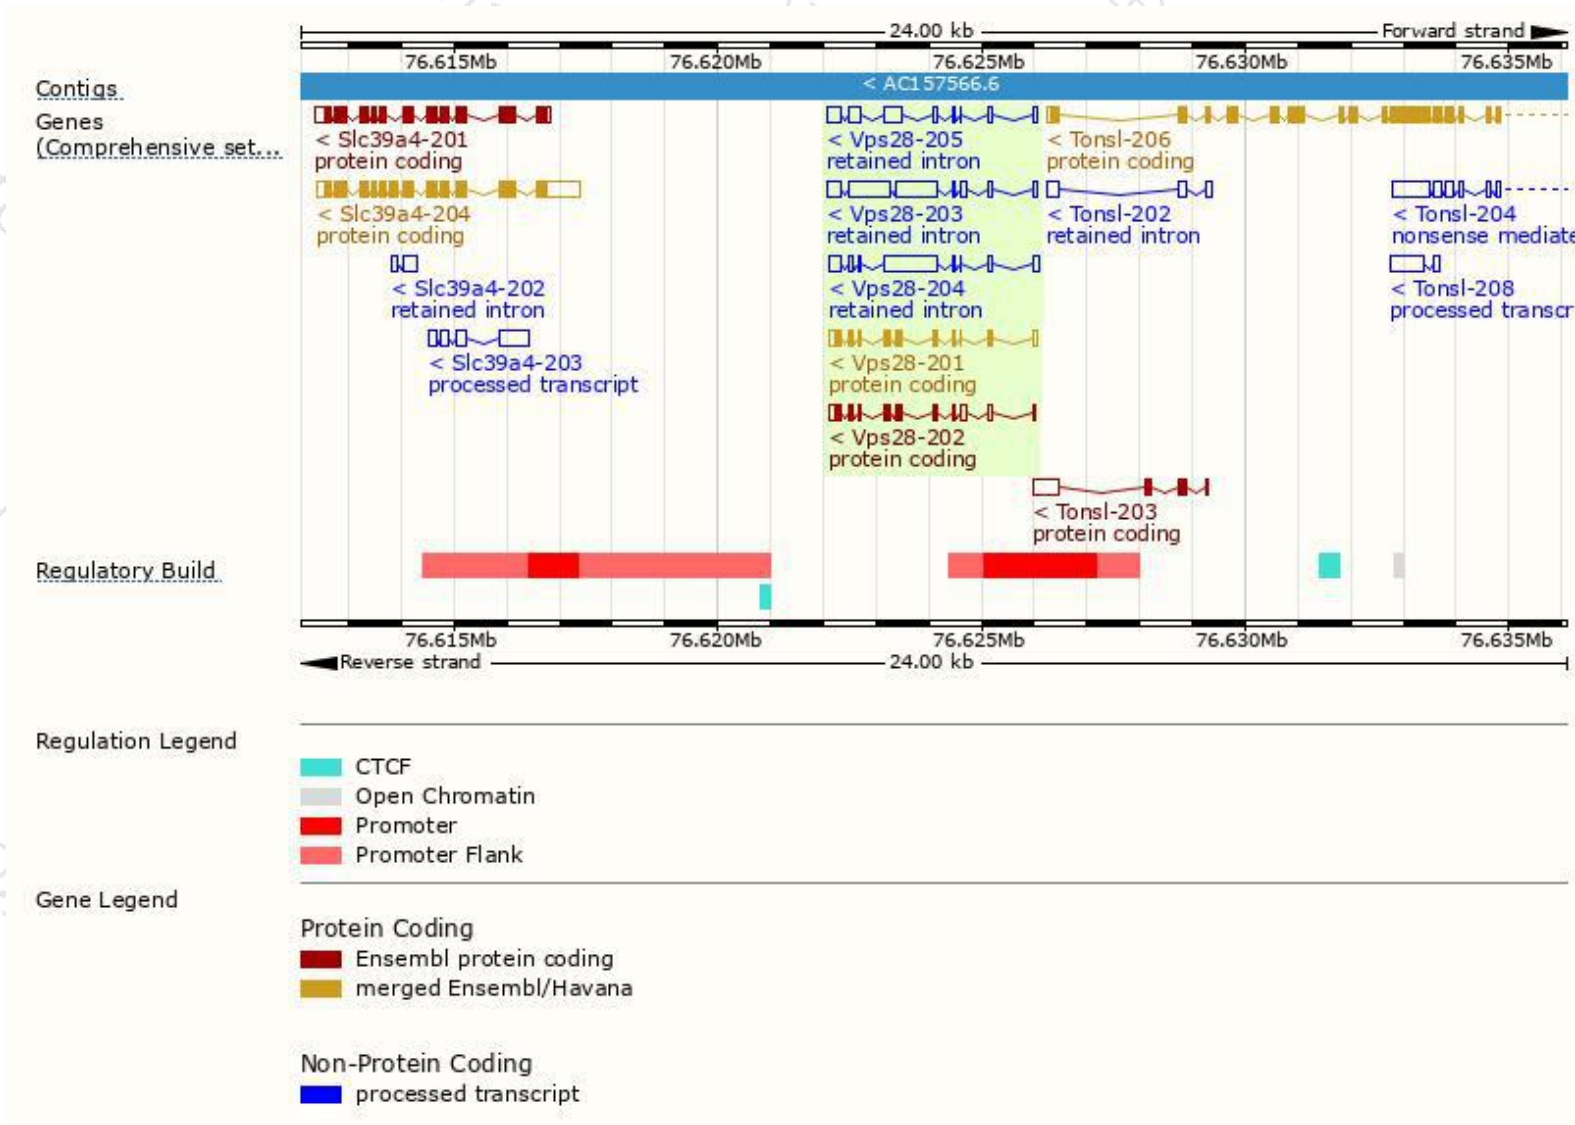 24.00 kb Forward strand
76.615Mb 76.620Mb 76.625Mb 76.630Mb 76.635Mb
Contigs < AC157566.6
Genes
(Comprehensive set...
< Slc39a4-201 < Vps28-205 < Tonsl-206
protein coding retained intron protein coding
< Slc39a4-204 < Vps28-203 < Tonsl-202 < Tonsl-204
protein coding retained intron retained intron nonsense mediate
< Slc39a4-202 < Vps28-204 < Tonsl-208
retained intron retained intron processed transcr
< Slc39a4-203 < Vps28-201
processed transcript protein coding
< Vps28-202
protein coding
< Tonsl-203
protein coding
Regulatory Build
76.615Mb 76.620Mb 76.625Mb 76.630Mb 76.635Mb
Reverse strand 24.00 kb
Regulation Legend
CTCF
Open Chromatin
Promoter
Promoter Flank
Gene Legend
Protein Coding
Ensembl protein coding
merged Ensembl/Havana
Non-Protein Coding
processed transcript